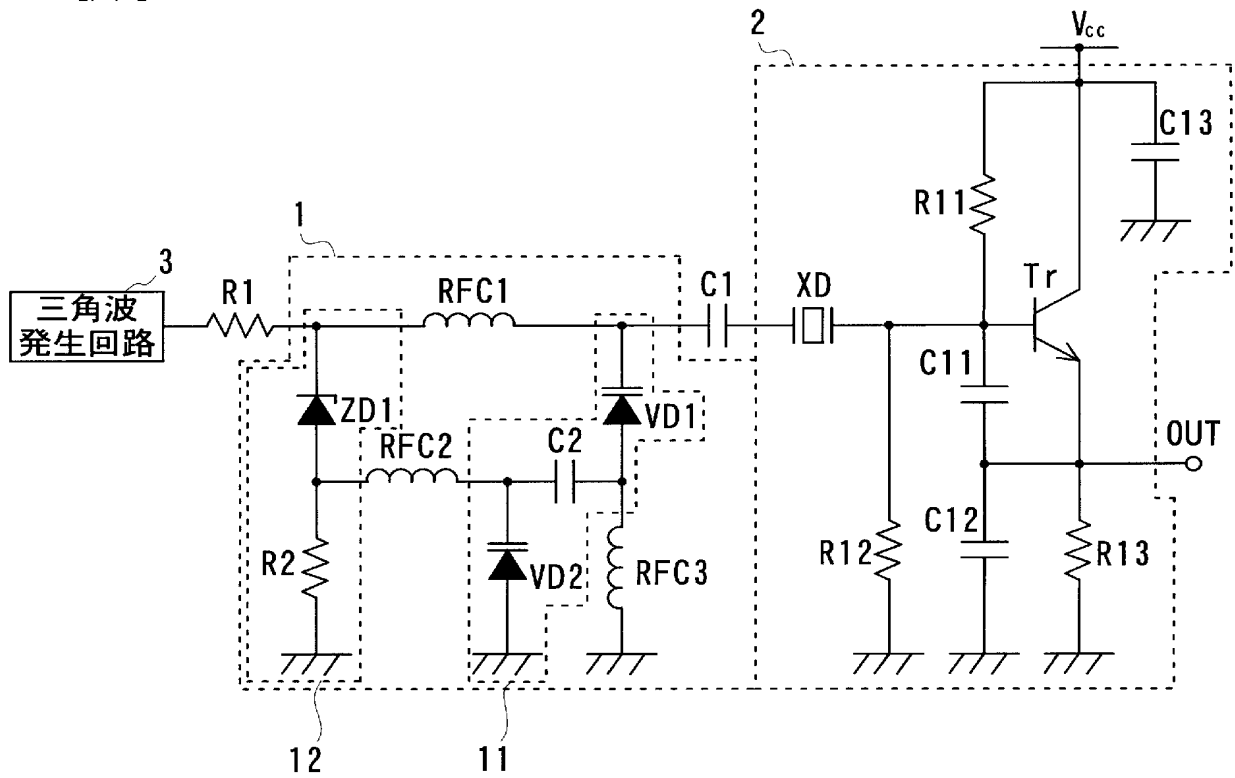 2
Vcc
C13
R11
1
3
三角波
発生回路
R1
RFC1
C1
XD
Tr
C11
ZD1
VD1
RFC2
C2
OUT
R2
VD2
RFC3
R12
C12
R13
12
11